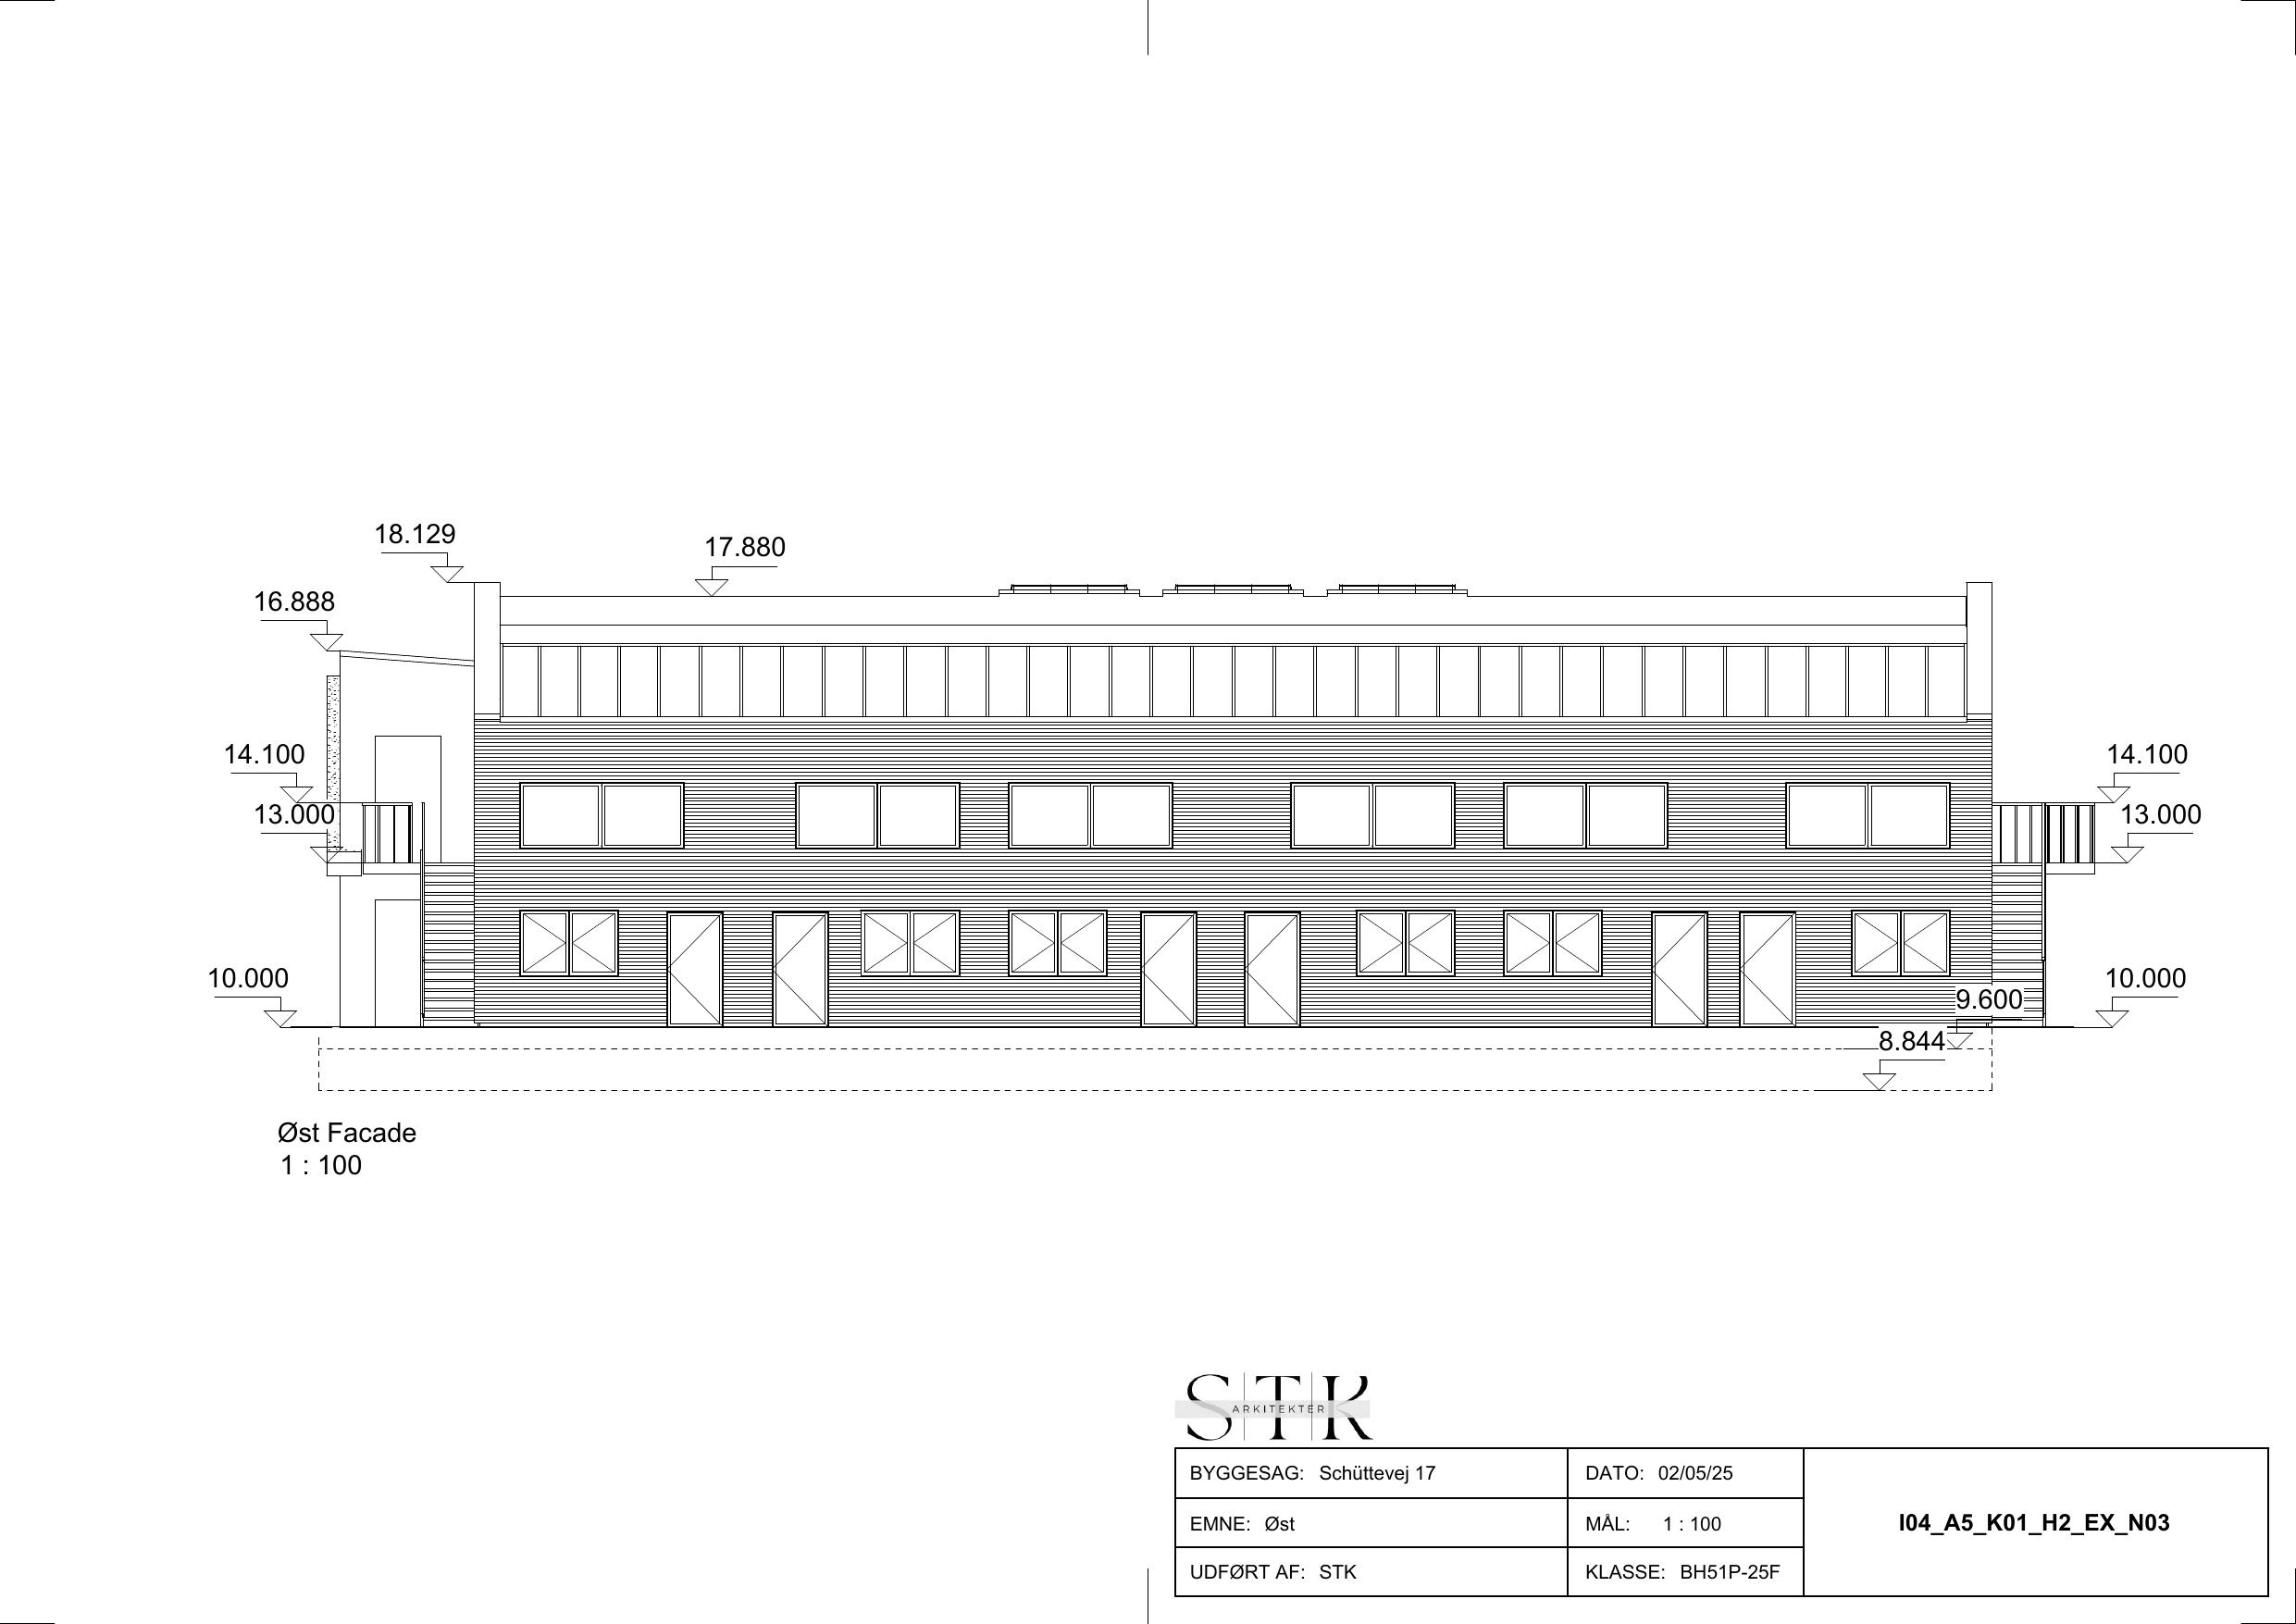 18.129
17.880
16.888
14.100
14.100
13.000
13.000
10.000
10.000
9.600
8.844
Øst Facade
1 : 100
STK
ARKITEKTER
BYGGESAG: Schüttevej 17
DATO: 02/05/25
EMNE: Øst
MÅL: 1 : 100
I04_A5_K01_H2_EX_N03
UDFØRT AF: STK
KLASSE: BH51P-25F